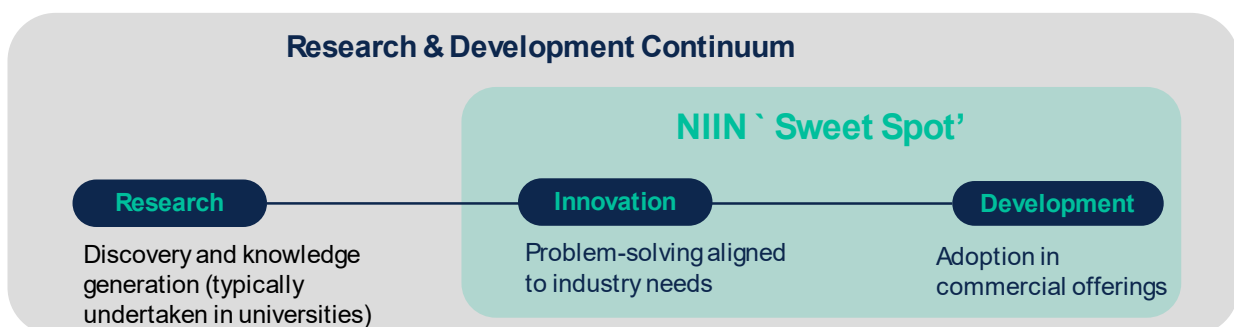 Research & Development Continuum
NIIN ` Sweet Spot’
Research
Innovation
Development
Discovery and knowledge
generation (typically
undertaken in universities)
Problem-solving aligned
to industry needs
Adoption in
commercial offerings